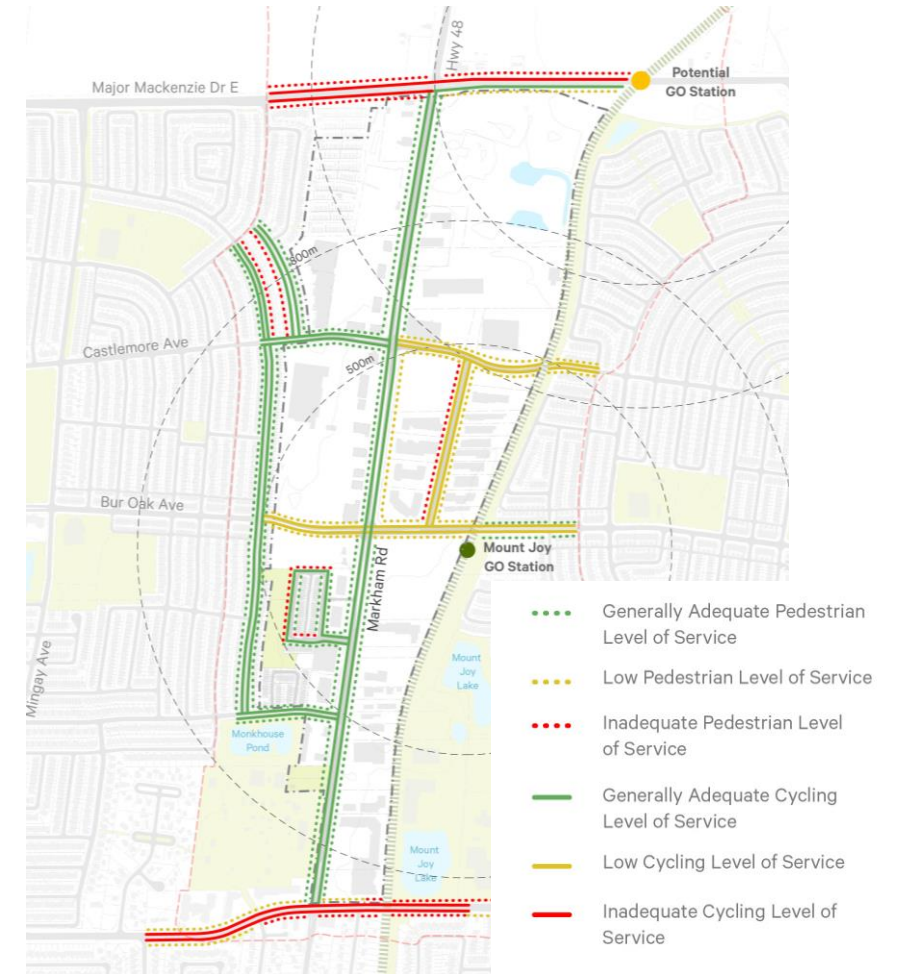 Hwy 48
Major Mackenzie Dr E
Potential
GO Station
800m
Castlemore Ave
500m
Bur Oak Ave
Markham Rd
Mount Joy
GO Station
Mingay Ave
Mount
Joy
Lake
Monkhouse
Pond
Mount
Joy
Lake
Generally Adequate Pedestrian
Level of Service
Low Pedestrian Level of Service
Inadequate Pedestrian Level
of Service
Generally Adequate Cycling
Level of Service
Low Cycling Level of Service
Inadequate Cycling Level of
Service